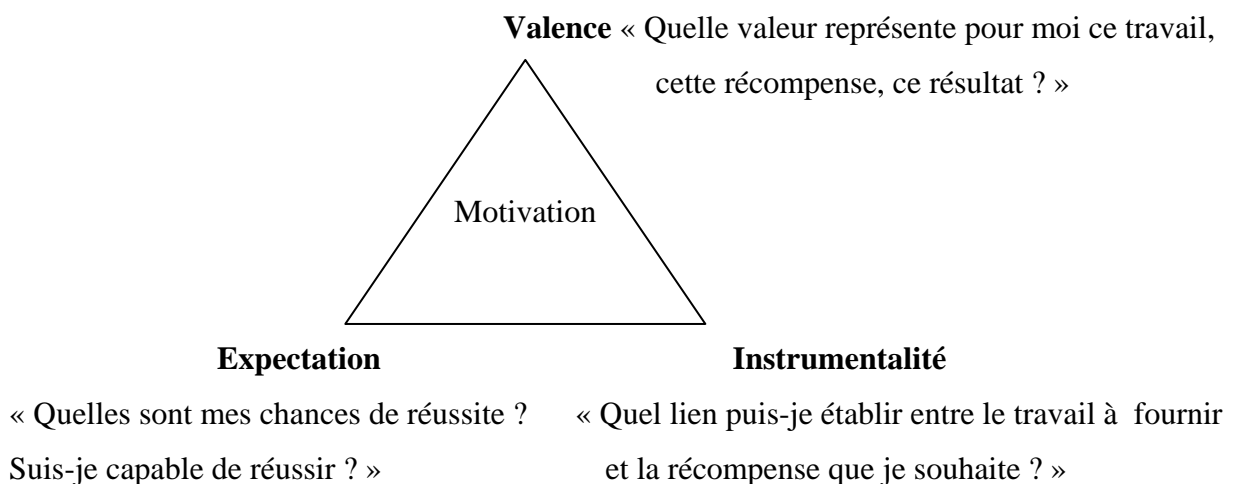 Valence « Quelle valeur représente pour moi ce travail,
cette récompense, ce résultat ? »
Motivation
Expectation
Instrumentalité
« Quelles sont mes chances de réussite ?
Suis-je capable de réussir ? »
« Quel lien puis-je établir entre le travail à fournir
et la récompense que je souhaite ? »